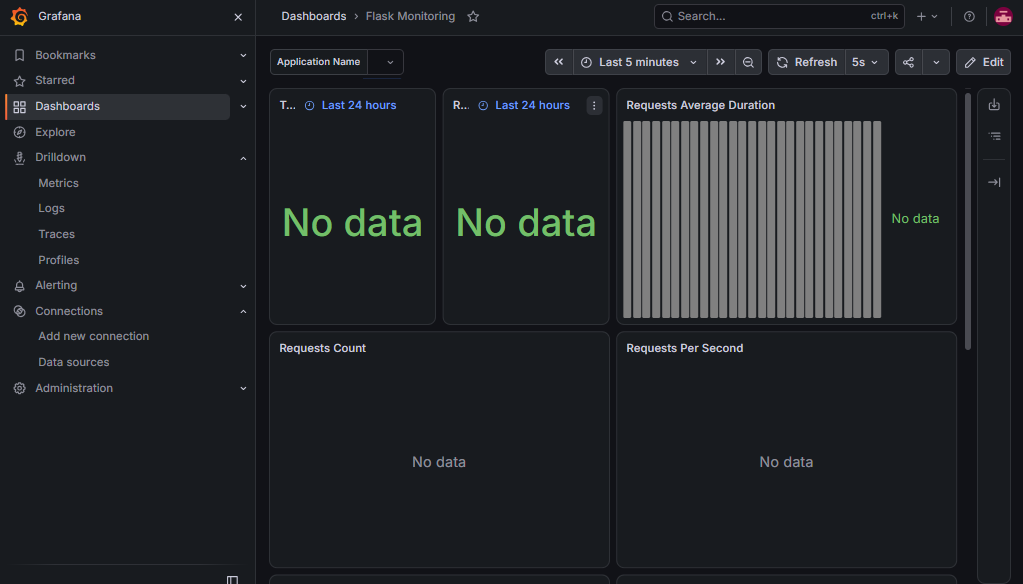 Grafana
Dashboards › Flask Monitoring
Search...
ctrl+k
Bookmarks
Starred
Dashboards
Explore
Drilldown
Metrics
Logs
Traces
Profiles
Alerting
Connections
Add new connection
Data sources
Administration
Application Name
Last 5 minutes
Refresh
5s
Edit
T... Last 24 hours
No data
R... Last 24 hours
No data
Requests Average Duration
No data
Requests Count
No data
Requests Per Second
No data